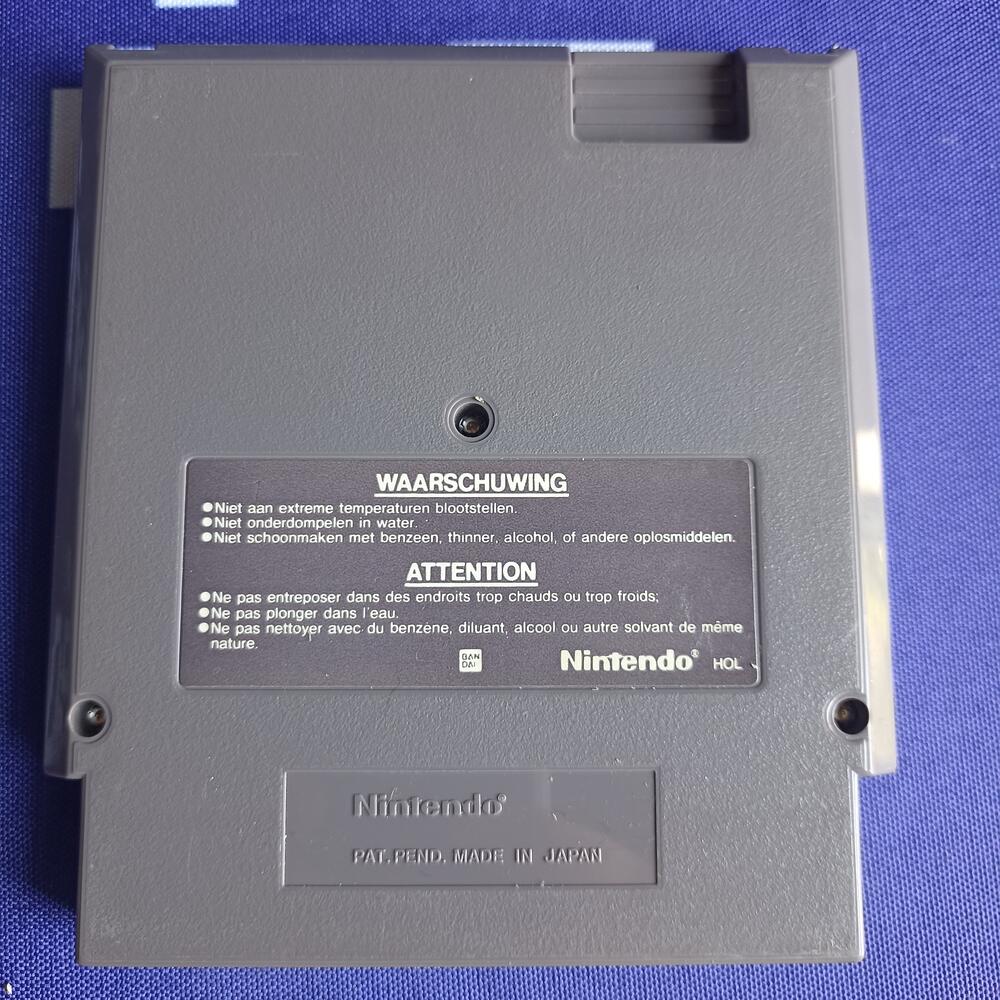 WAARSCHUWING
●Niet aan extreme temperaturen blootstellen.
●Niet onderdompelen in water.
●Niet schoonmaken met benzeen, thinner, alcohol, of andere oplosmiddelen.
ATTENTION
●Ne pas entreposer dans des endroits trop chauds ou trop froids;
●Ne pas plonger dans l'eau.
●Ne pas nettoyer avec du benzène, diluant, alcool ou autre solvant de même
nature.
BAN
DAI
Nintendo® HOL
Nintendo®
PAT. PEND. MADE IN JAPAN